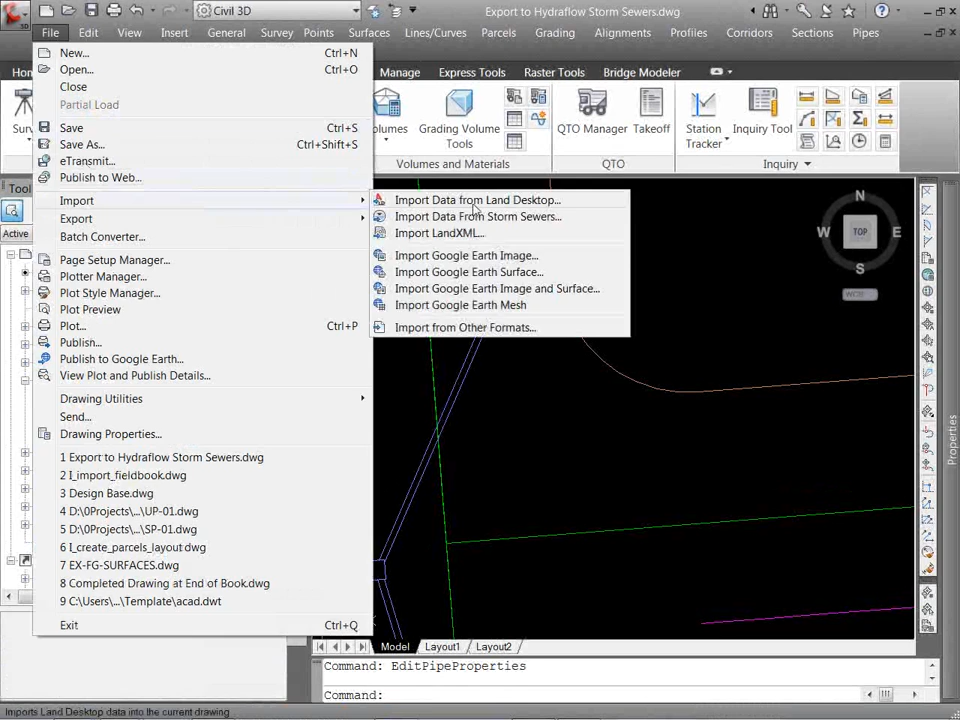 Civil 3D
Export to Hydraflow Storm Sewers.dwg
File Edit View Insert General Survey Points Surfaces Lines/Curves Parcels Grading Alignments Profiles Corridors Sections Pipes
Manage Express Tools Raster Tools Bridge Modeler
New... Ctrl+N
Open... Ctrl+O
Close
Partial Load
Save Ctrl+S
Save As... Ctrl+Shift+S
eTransmit...
Publish to Web...
Import
Export
Batch Converter...
Page Setup Manager...
Plotter Manager...
Plot Style Manager...
Plot Preview
Plot... Ctrl+P
Publish...
Publish to Google Earth...
View Plot and Publish Details...
Drawing Utilities
Send...
Drawing Properties...
1 Export to Hydraflow Storm Sewers.dwg
2 I_import_fieldbook.dwg
3 Design Base.dwg
4 D:\0Projects\...\UP-01.dwg
5 D:\0Projects\...\SP-01.dwg
6 I_create_parcels_layout dwg
7 EX-FG-SURFACES.dwg
8 Completed Drawing at End of Book.dwg
9 C:\Users\...\Template\acad.dwt
Exit Ctrl+Q
Import Data from Land Desktop...
Import Data From Storm Sewers...
Import LandXML...
Import Google Earth Image...
Import Google Earth Surface...
Import Google Earth Image and Surface...
Import Google Earth Mesh
Import from Other Formats...
Grading Volume
Tools
QTO Manager
Takeoff
Station
Tracker
Inquiry Tool
Volumes and Materials
QTO
Inquiry
Active
N
W TOP E
S
WCS
Properties
Model Layout1 Layout2
Command: EditPipeProperties
Command:
Imports Land Desktop data into the current drawing